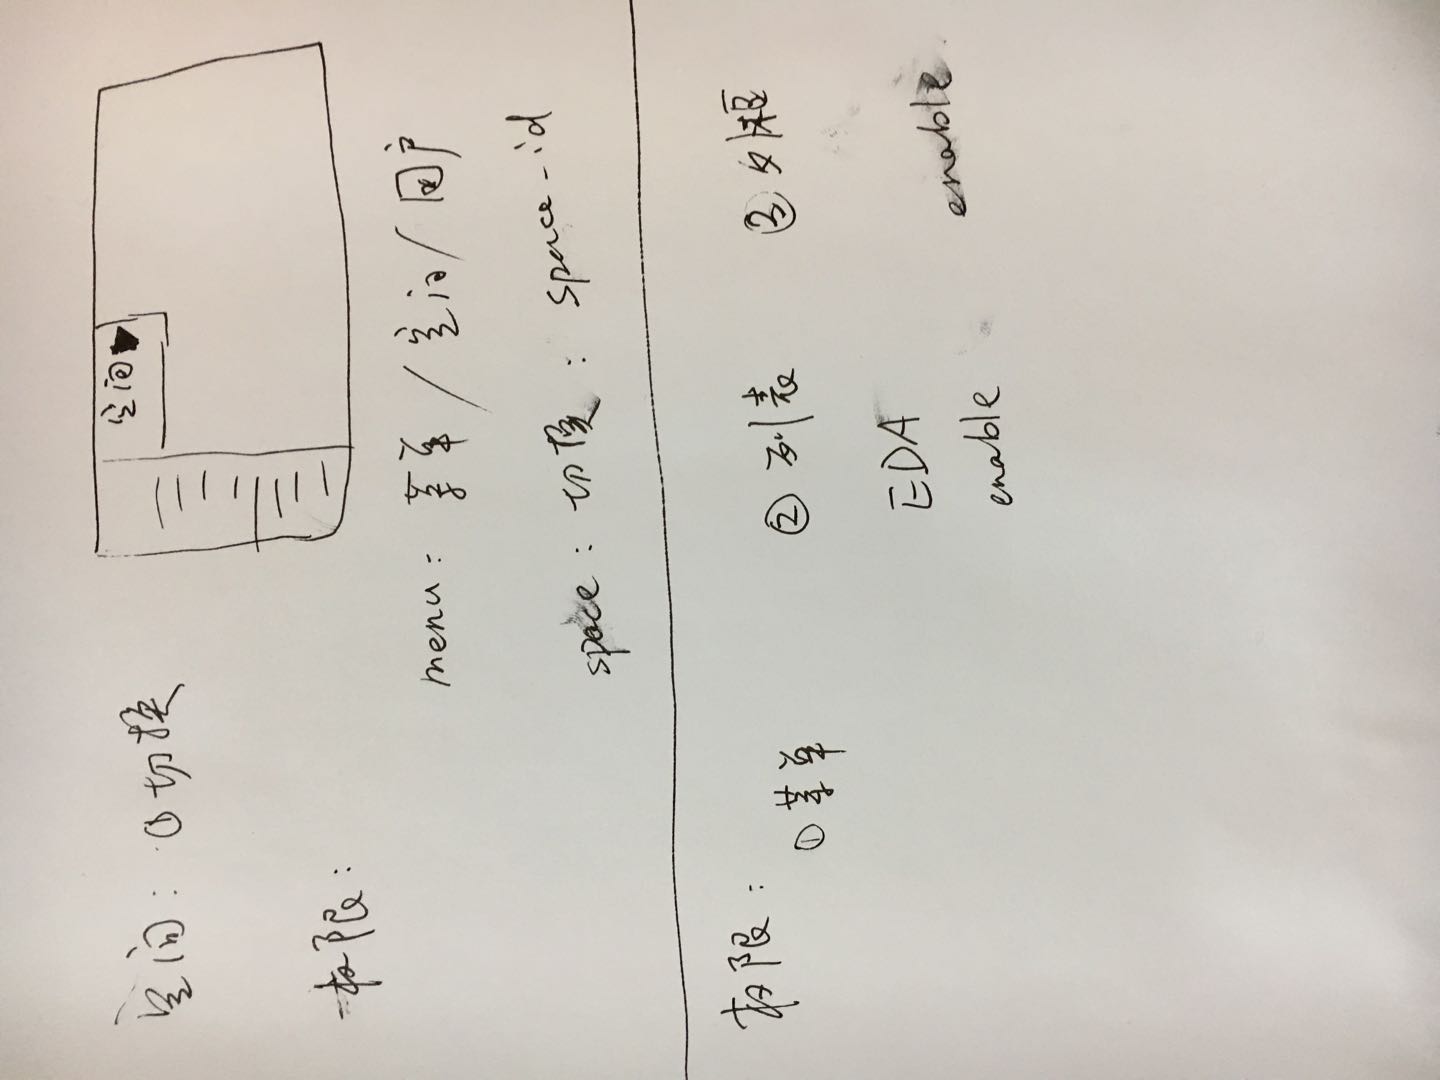 空间：①切换
空间
权限：
menu：菜单/空间/用户
space：切换：space_id
权限：
①菜单
②列表
③外框
EDA
enable
enable